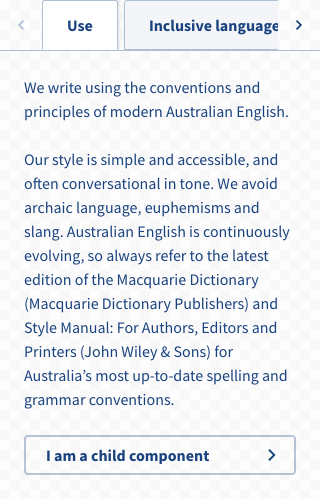 Use
Inclusive language
We write using the conventions and
principles of modern Australian English.
Our style is simple and accessible, and
often conversational in tone. We avoid
archaic language, euphemisms and
slang. Australian English is continuously
evolving, so always refer to the latest
edition of the Macquarie Dictionary
(Macquarie Dictionary Publishers) and
Style Manual: For Authors, Editors and
Printers (John Wiley & Sons) for
Australia’s most up-to-date spelling and
grammar conventions.
I am a child component